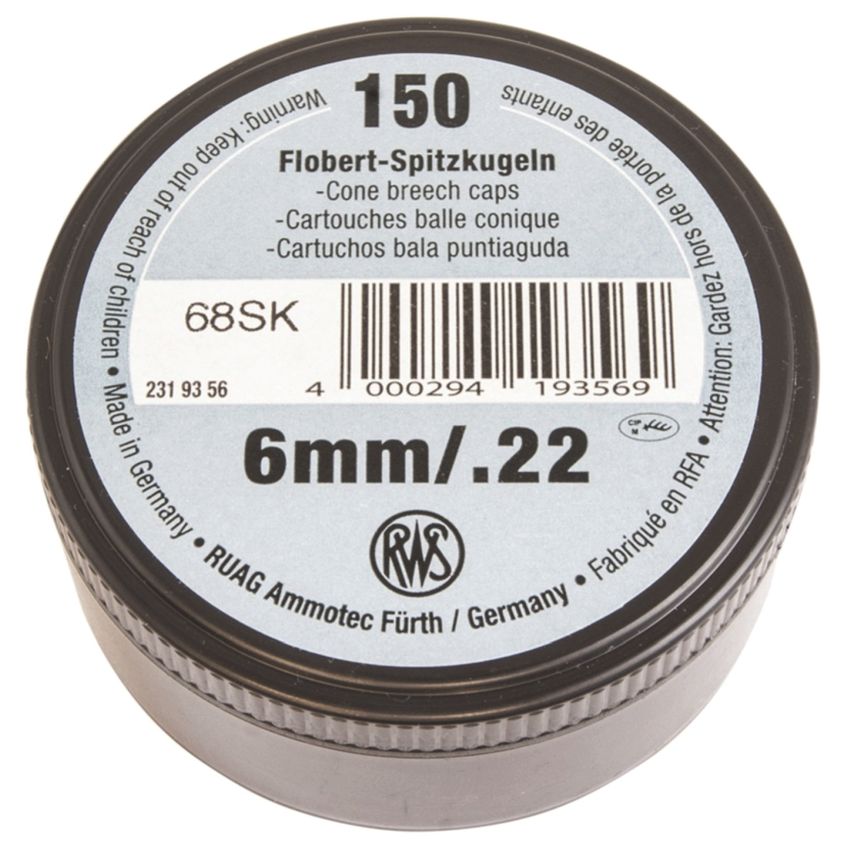 150
Flobert-Spitzkugeln
-Cone breech caps
-Cartouches balle conique
-Cartuchos bala puntiaguda
68SK
231 93 56
4 000294 193569
6mm/.22
CIP
M
RWS
Warning: Keep out of reach of children • Made in Germany • RUAG Ammotec Fürth / Germany • Fabriqué en RFA • Attention: Gardez hors de la portée des enfants